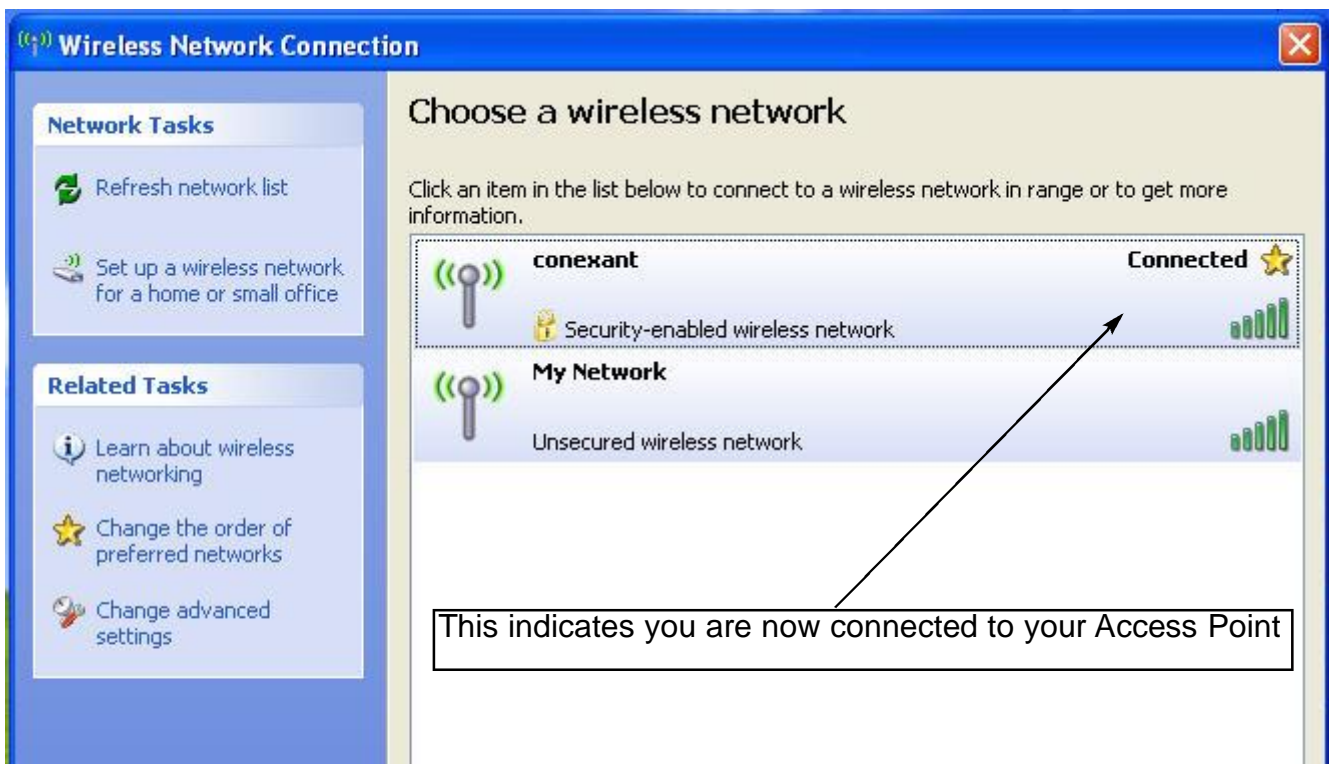 Wireless Network Connection
Network Tasks
Refresh network list
Set up a wireless network
for a home or small office
Related Tasks
Learn about wireless
networking
Change the order of
preferred networks
Change advanced
settings
Choose a wireless network
Click an item in the list below to connect to a wireless network in range or to get more
information.
conexant Connected
Security-enabled wireless network
My Network
Unsecured wireless network
This indicates you are now connected to your Access Point